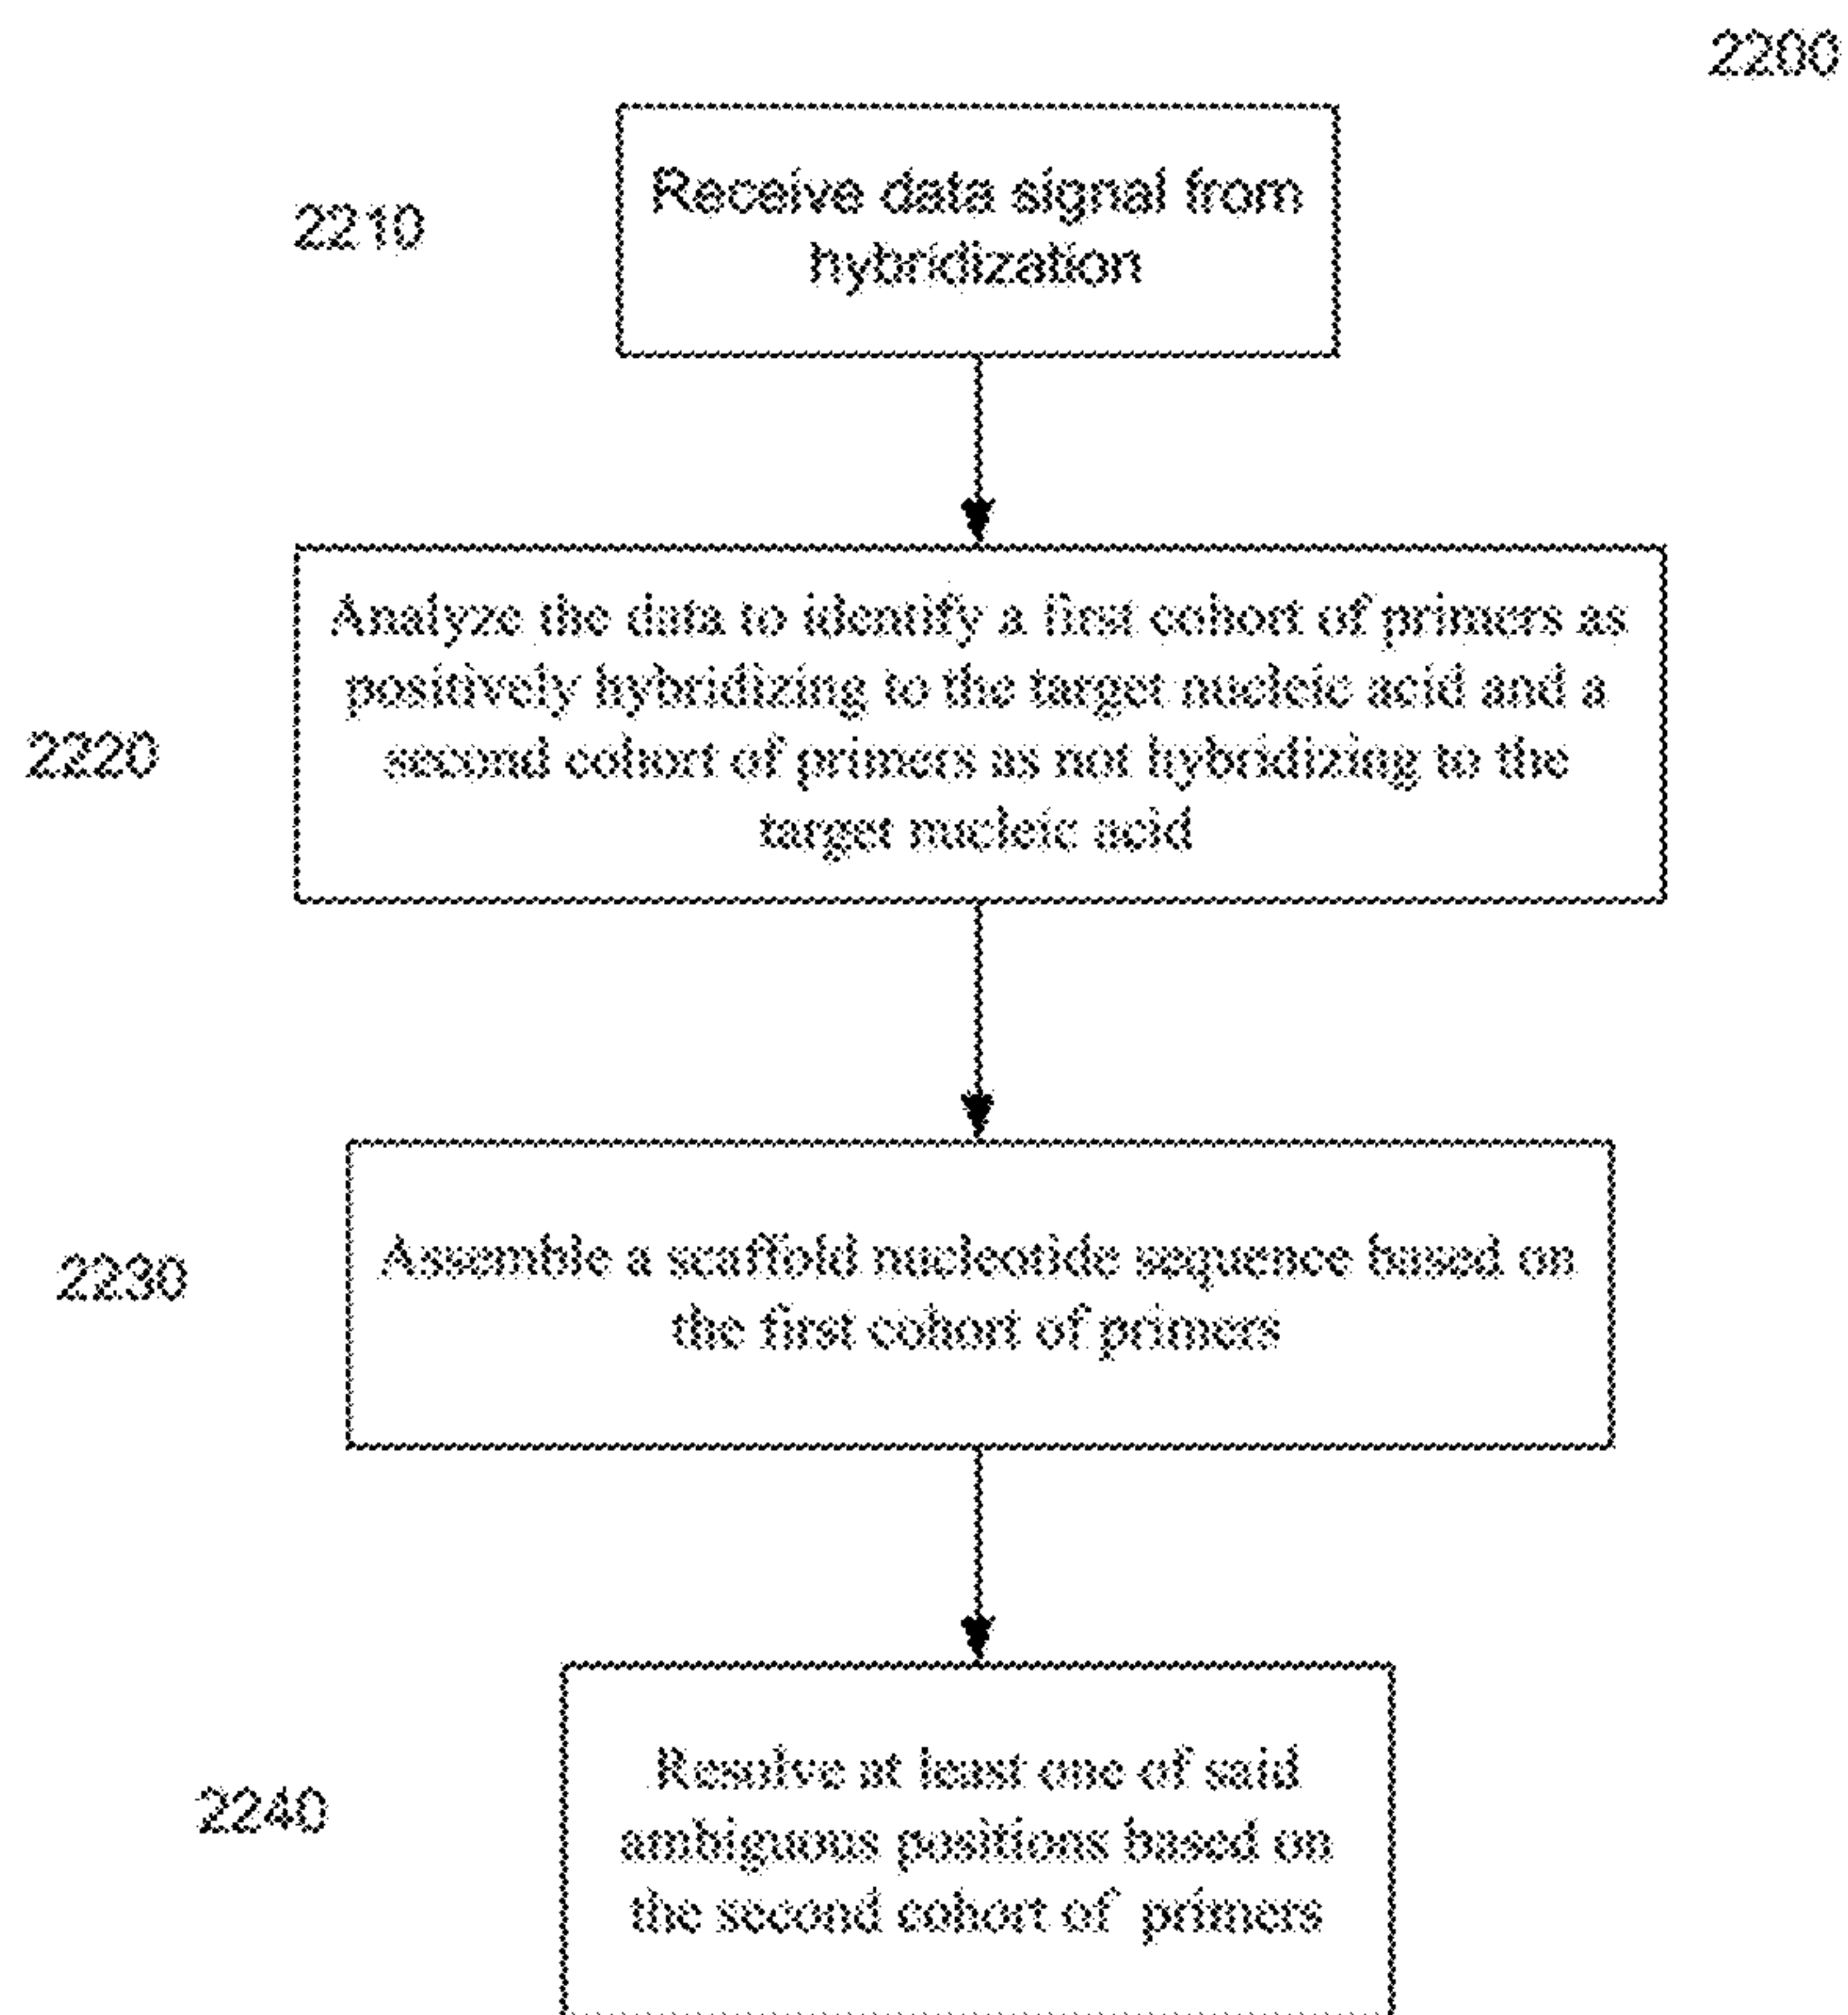 2200
2210
Receive data signal from
hybridization
2220
Analyze the data to identify a first cohort of primers as
positively hybridizing to the target nucleic acid and a
second cohort of primers as not hybridizing to the
target nucleic acid
2230
Assemble a scaffold nucleotide sequence based on
the first cohort of primers
2240
Resolve at least one of said
ambiguous positions based on
the second cohort of primers